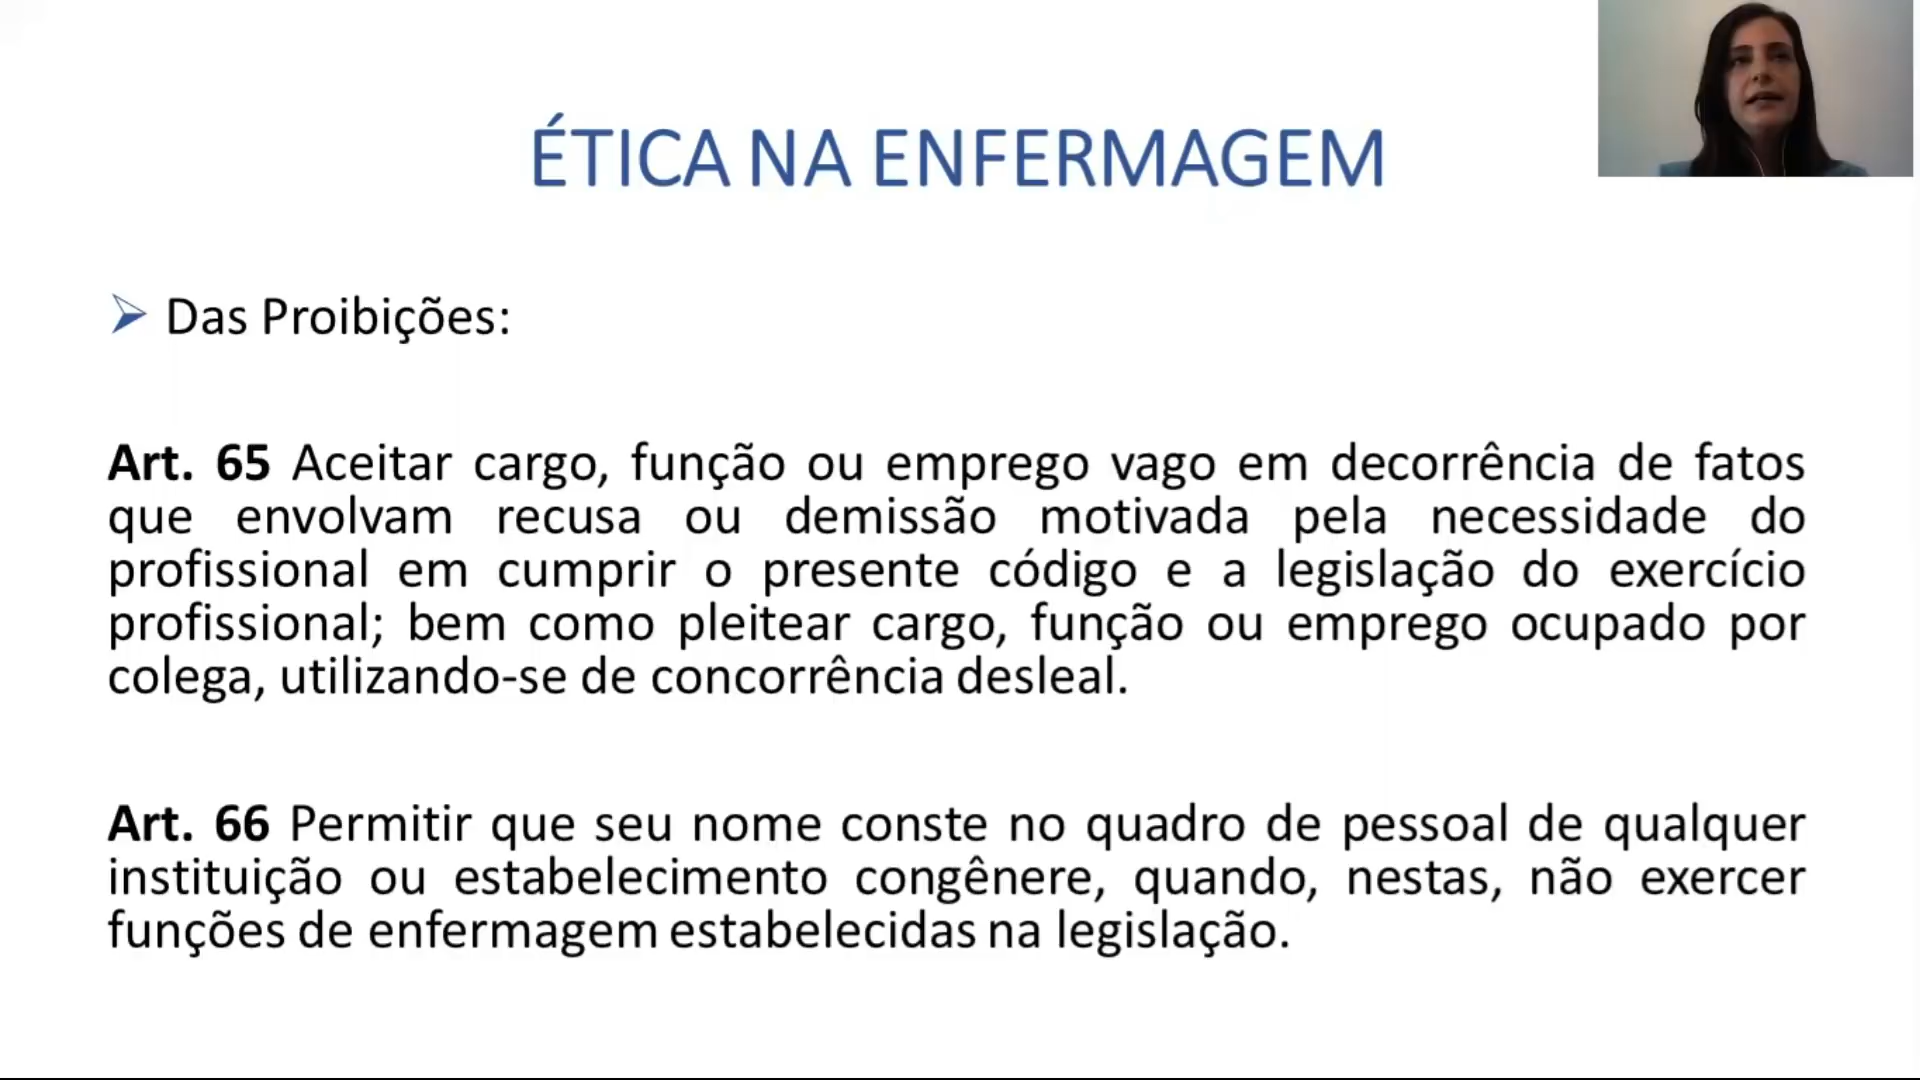 ÉTICA NA ENFERMAGEM
Das Proibições:
Art. 65 Aceitar cargo, função ou emprego vago em decorrência de fatos
que envolvam recusa ou demissão motivada pela necessidade do
profissional em cumprir o presente código e a legislação do exercício
profissional; bem como pleitear cargo, função ou emprego ocupado por
colega, utilizando-se de concorrência desleal.
Art. 66 Permitir que seu nome conste no quadro de pessoal de qualquer
instituição ou estabelecimento congênere, quando, nestas, não exercer
funções de enfermagem estabelecidas na legislação.